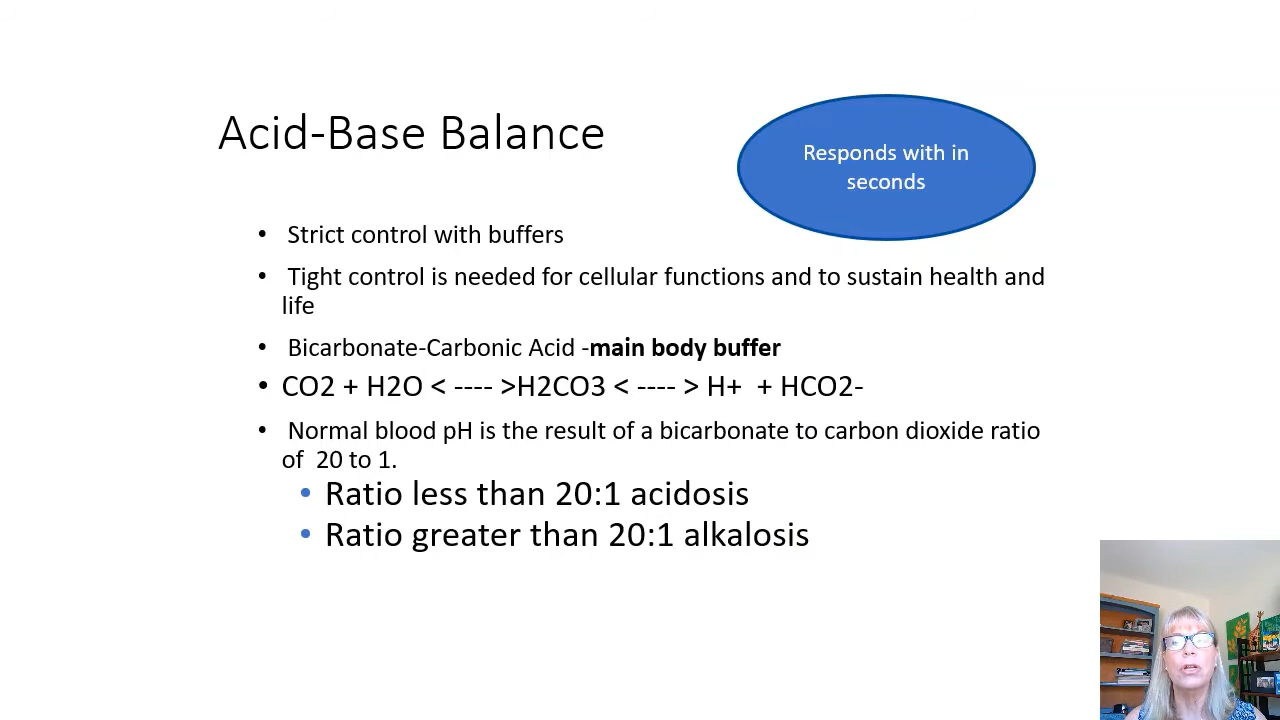 Acid-Base Balance
Responds with in
seconds
• Strict control with buffers
• Tight control is needed for cellular functions and to sustain health and
life
• Bicarbonate-Carbonic Acid -main body buffer
• CO2 + H2O < ---- >H2CO3 < ---- > H+ + HCO2-
• Normal blood pH is the result of a bicarbonate to carbon dioxide ratio
of 20 to 1.
• Ratio less than 20:1 acidosis
• Ratio greater than 20:1 alkalosis